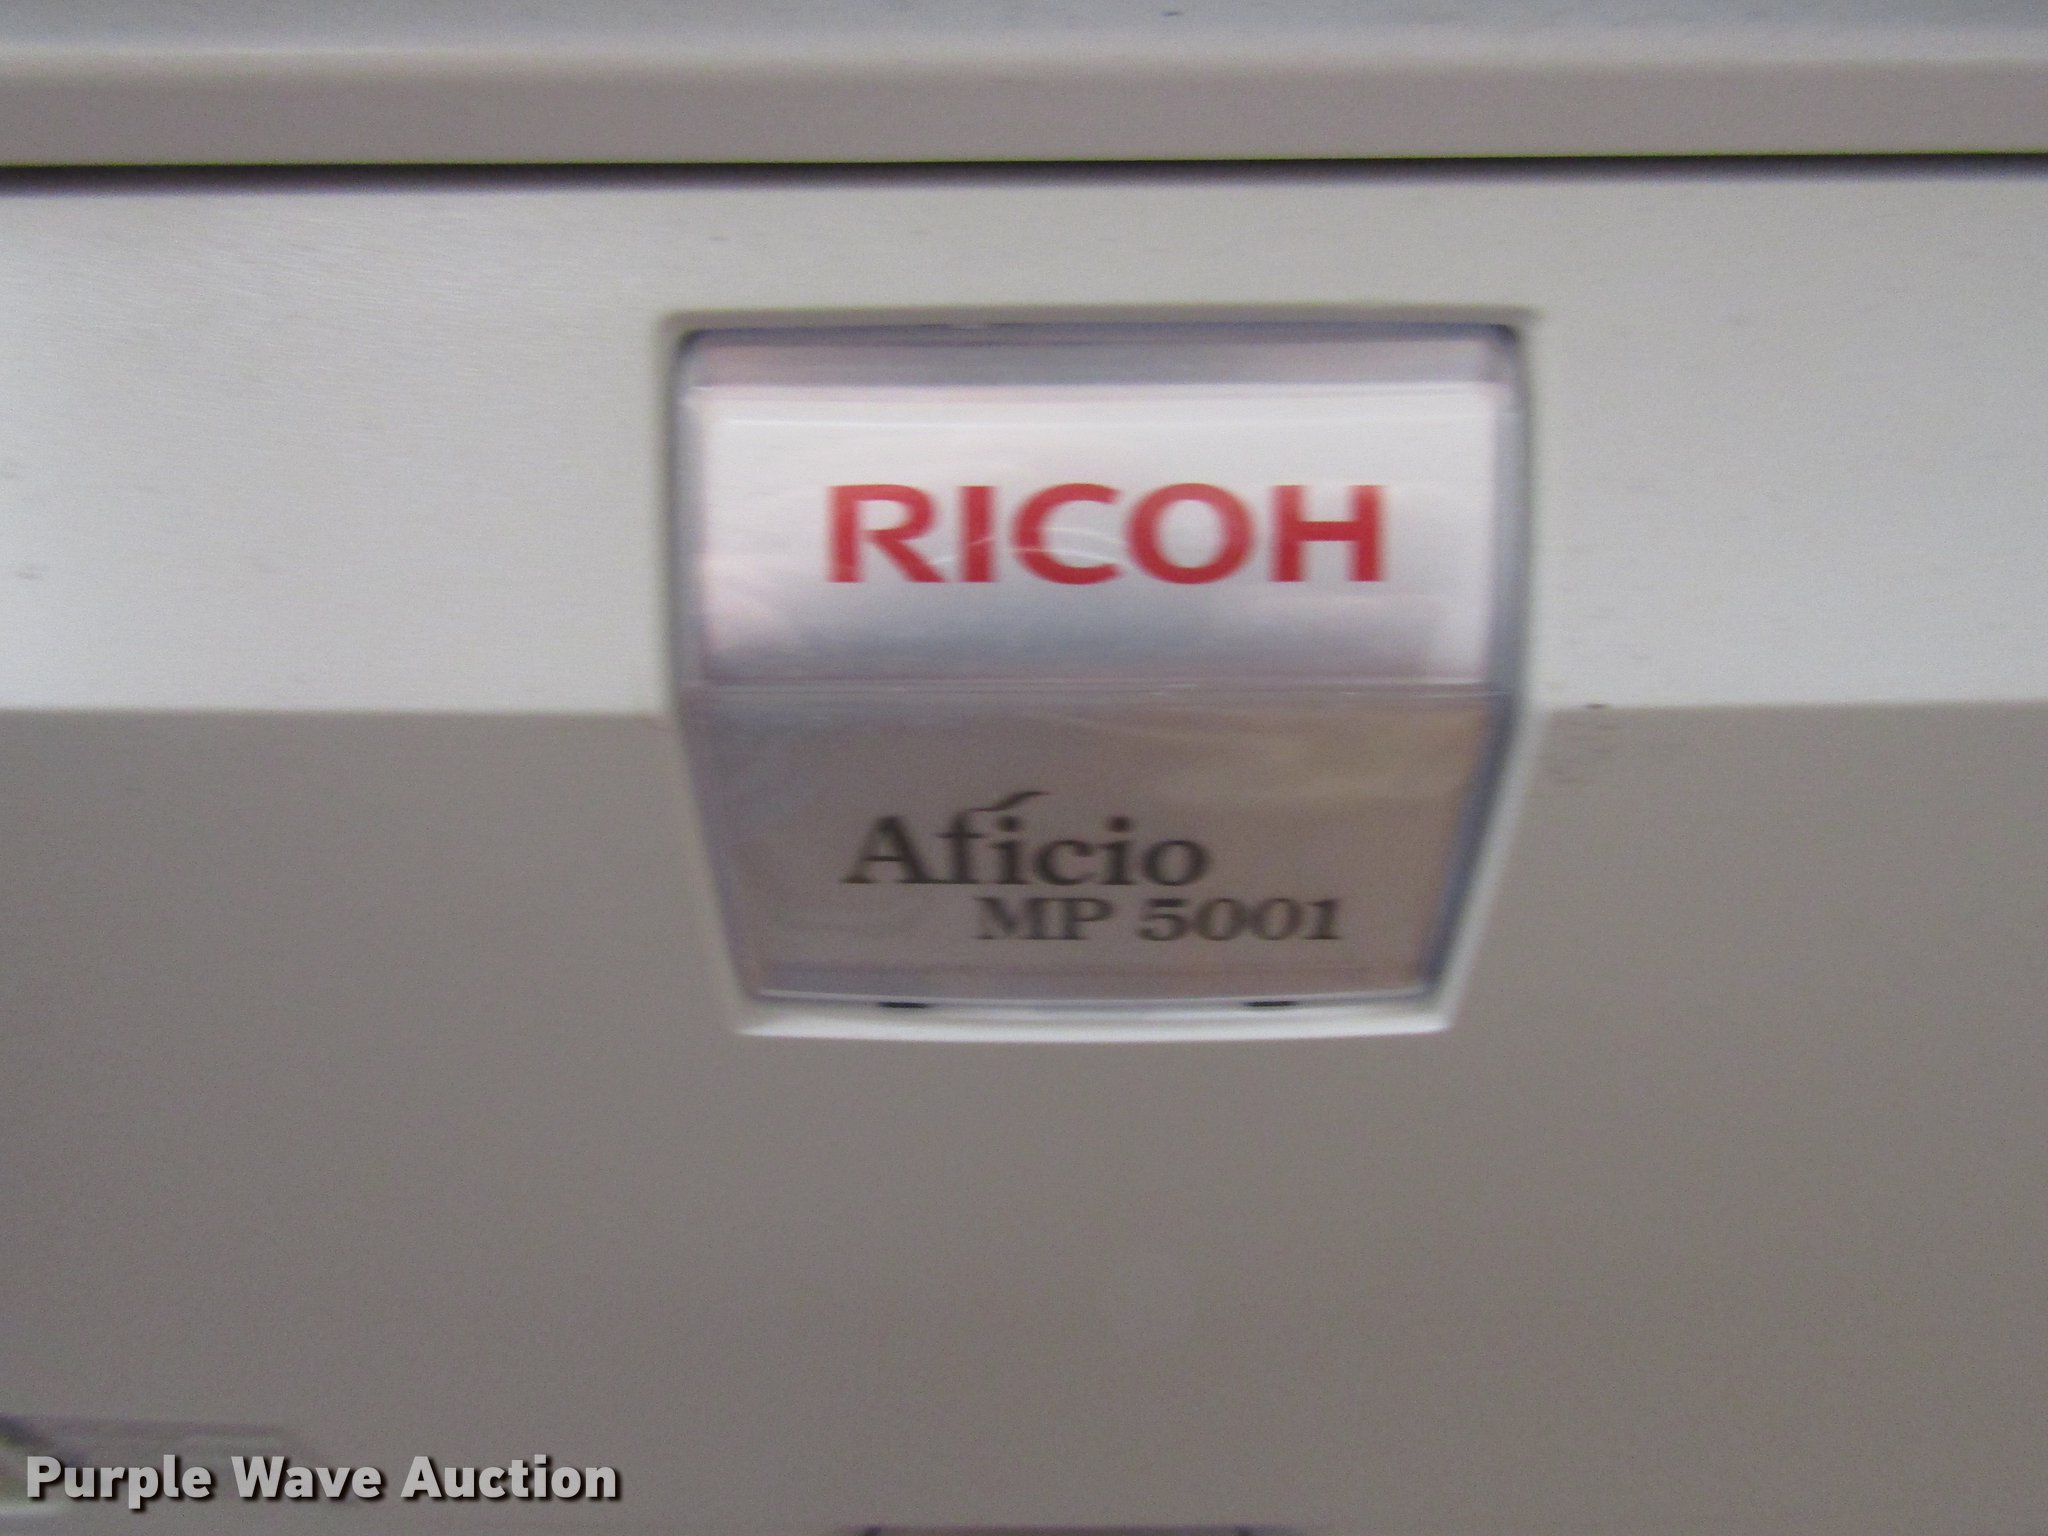 RICOH
Aficio
MP 5001
Purple Wave Auction